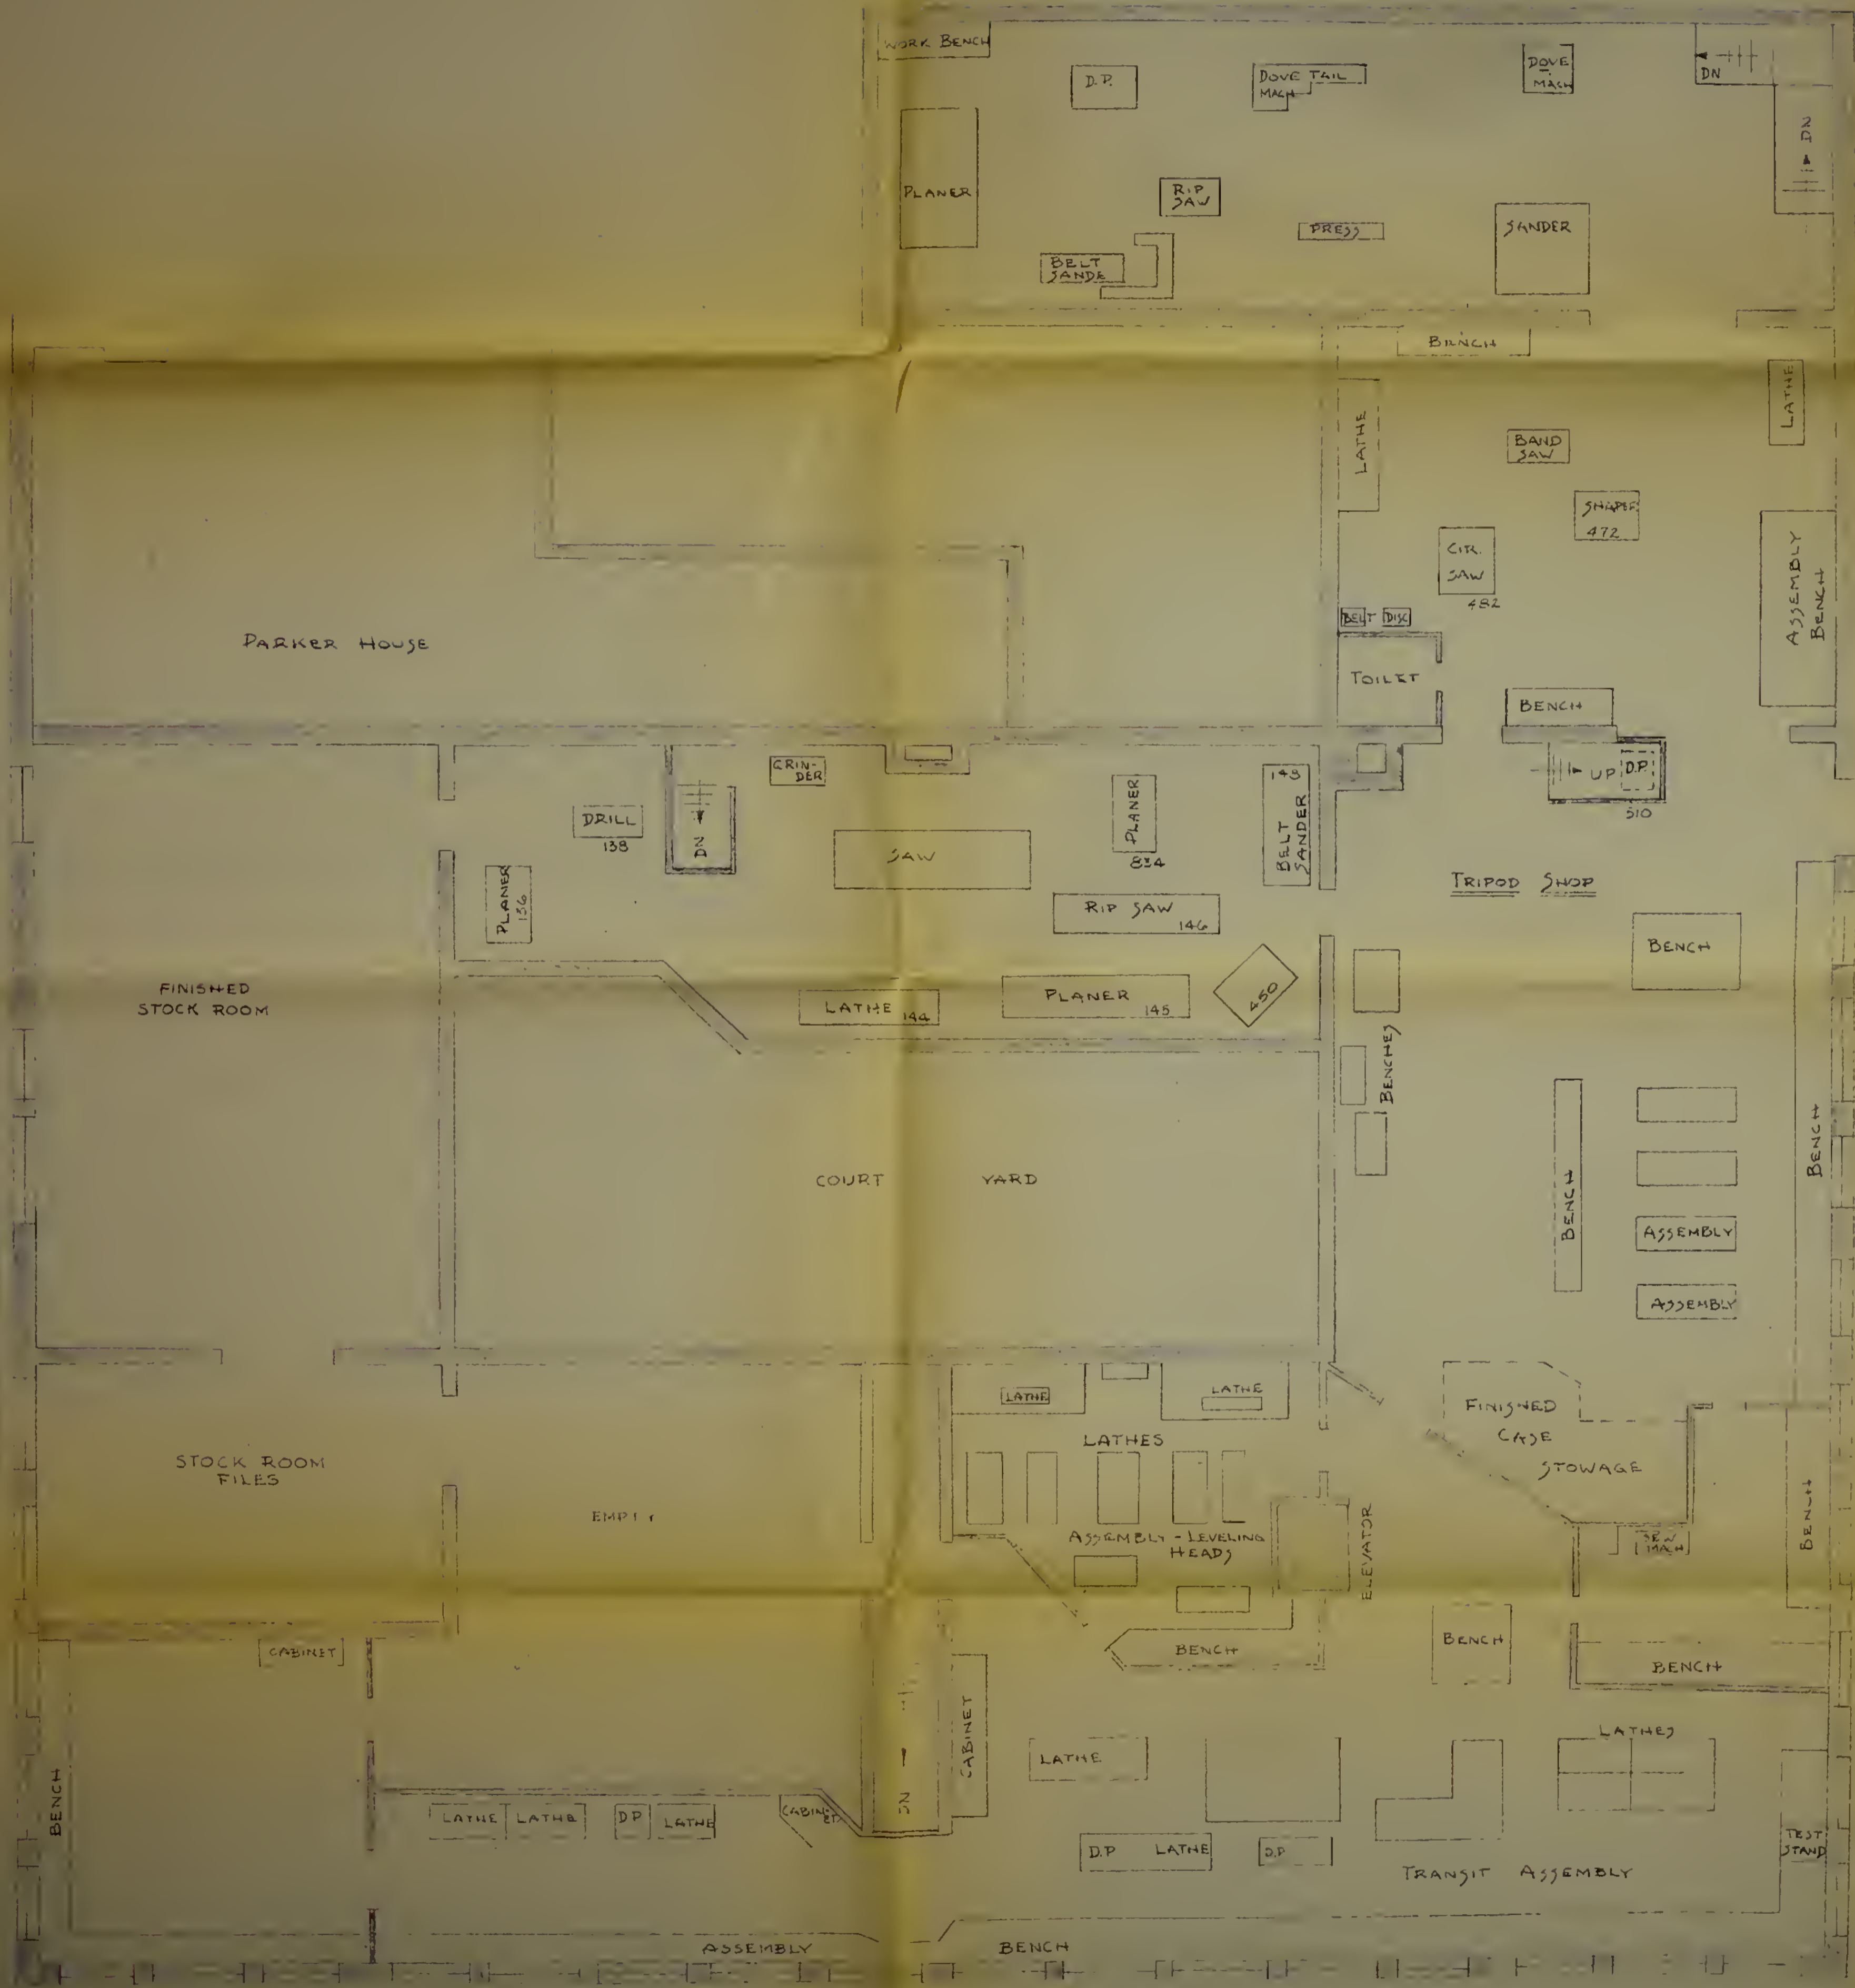 WORK BENCH
D.P.
DOVE TAIL
MACH
DOVE
MACH
DN
DN
PLANER
RIP
SAW
PRESS
SANDER
BELT
SANDE
BENCH
LATHE
LATHE
BAND
SAW
SHAPER
472
CIR.
SAW
482
ASSEMBLY
BENCH
BELT DISC
PARKER HOUSE
TOILET
BENCH
UP
D.P.
510
GRIN-
DER
DRILL
138
DN
SAW
PLANER
PLANER
136
148
BELT
SANDER
RIP SAW
146
TRIPOD SHOP
BENCH
FINISHED
STOCK ROOM
LATHE 144
PLANER 145
450
BENCHES
BENCH
BENCH
COURT YARD
ASSEMBLY
ASSEMBLY
LATHE
LATHE
LATHES
FINISHED
CASE
STOWAGE
STOCK ROOM
FILES
ASSEMBLY - LEVELING
HEADS
ELEVATOR
MACH
BENCH
CABINET
BENCH
BENCH
BENCH
CABINET
LATHE
LATHES
BENCH
DN
LATHE LATHE DP LATHE
CABIN-
ET
D.P LATHE
D.P
TEST
STAND
TRANSIT ASSEMBLY
ASSEMBLY BENCH